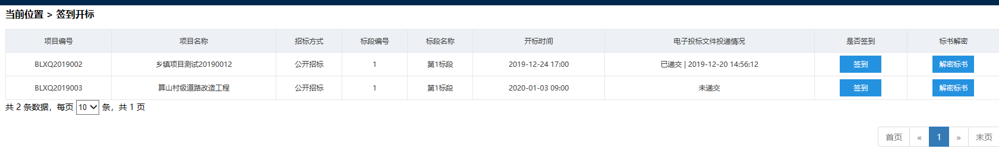 当前位置 > 签到开标
项目编号 项目名称 招标方式 标段编号 标段名称 开标时间 电子投标文件投递情况 是否签到 标书解密
BLXQ2019002 乡镇项目测试20190012 公开招标 1 第1标段 2019-12-24 17:00 已递交 | 2019-12-20 14:56:12 签到 解密标书
BLXQ2019003 算山村级道路改造工程 公开招标 1 第1标段 2020-01-03 09:00 未递交 签到 解密标书
共 2 条数据，每页 10 条，共 1 页
首页 « 1 » 末页